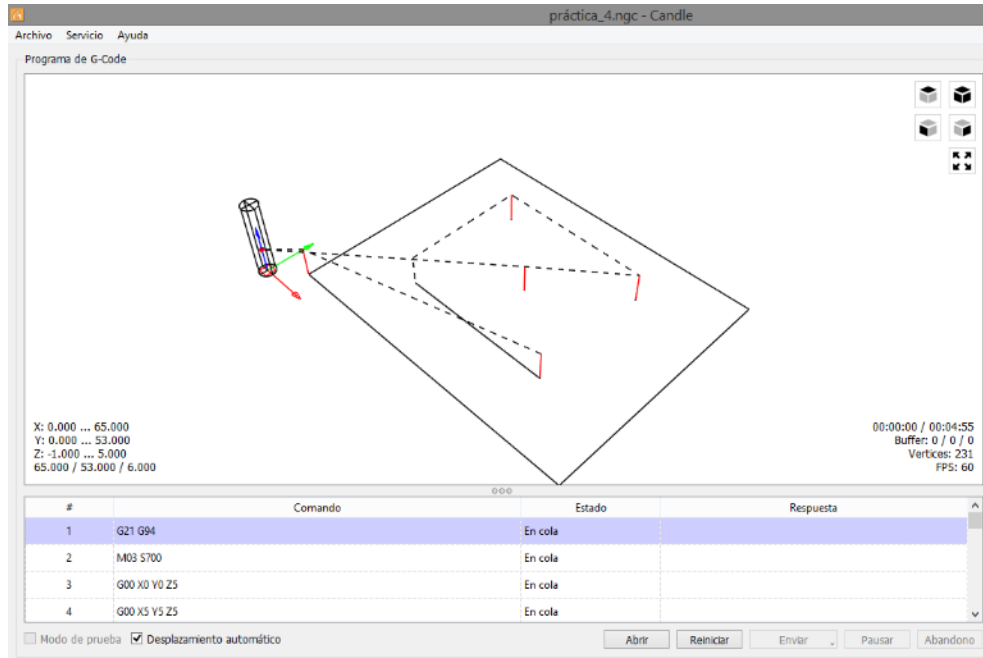 práctica_4.ngc - Candle
Archivo Servicio Ayuda
Programa de G-Code
X: 0.000 ... 65.000
Y: 0.000 ... 53.000
Z: -1.000 ... 5.000
65.000 / 53.000 / 6.000
00:00:00 / 00:04:55
Buffer: 0 / 0 / 0
Vertices: 231
FPS: 60
# Comando Estado Respuesta
1 G21 G94 En cola
2 M03 S700 En cola
3 G00 X0 Y0 Z5 En cola
4 G00 X5 Y5 Z5 En cola
Modo de prueba Desplazamiento automático Abrir Reiniciar Enviar Pausar Abandono